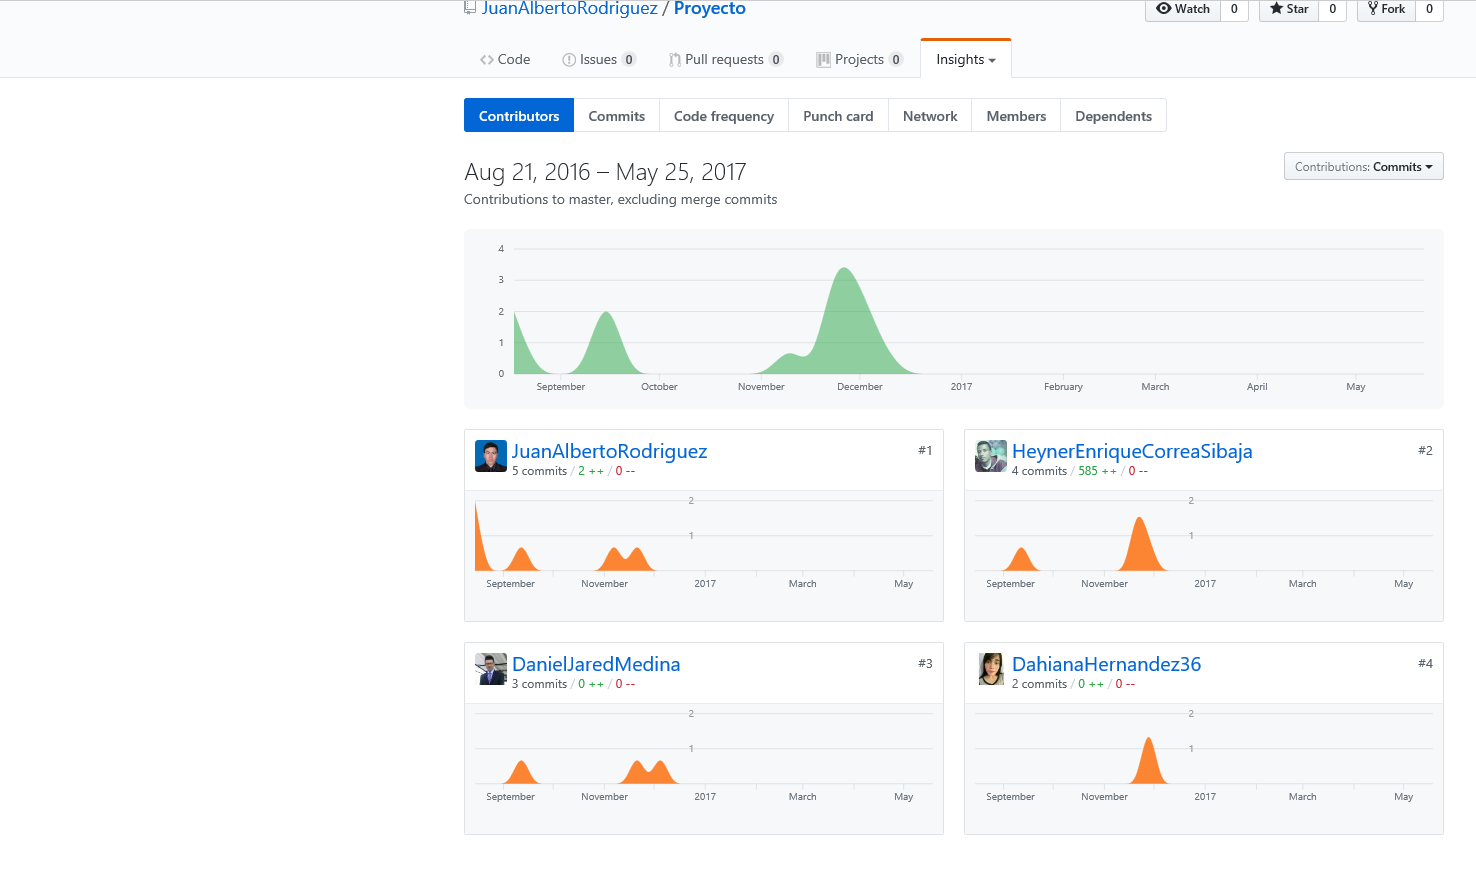 JuanAlbertoRodriguez / Proyecto
Watch 0 Star 0 Fork 0
Code Issues 0 Pull requests 0 Projects 0 Insights
Contributors Commits Code frequency Punch card Network Members Dependents
Aug 21, 2016 – May 25, 2017
Contributions: Commits
Contributions to master, excluding merge commits
4
3
2
1
0
September October November December 2017 February March April May
JuanAlbertoRodriguez #1
5 commits / 2 ++ / 0 --
2
1
September November 2017 March May
HeynerEnriqueCorreaSibaja #2
4 commits / 585 ++ / 0 --
2
1
September November 2017 March May
DanielJaredMedina #3
3 commits / 0 ++ / 0 --
2
1
September November 2017 March May
DahianaHernandez36 #4
2 commits / 0 ++ / 0 --
2
1
September November 2017 March May